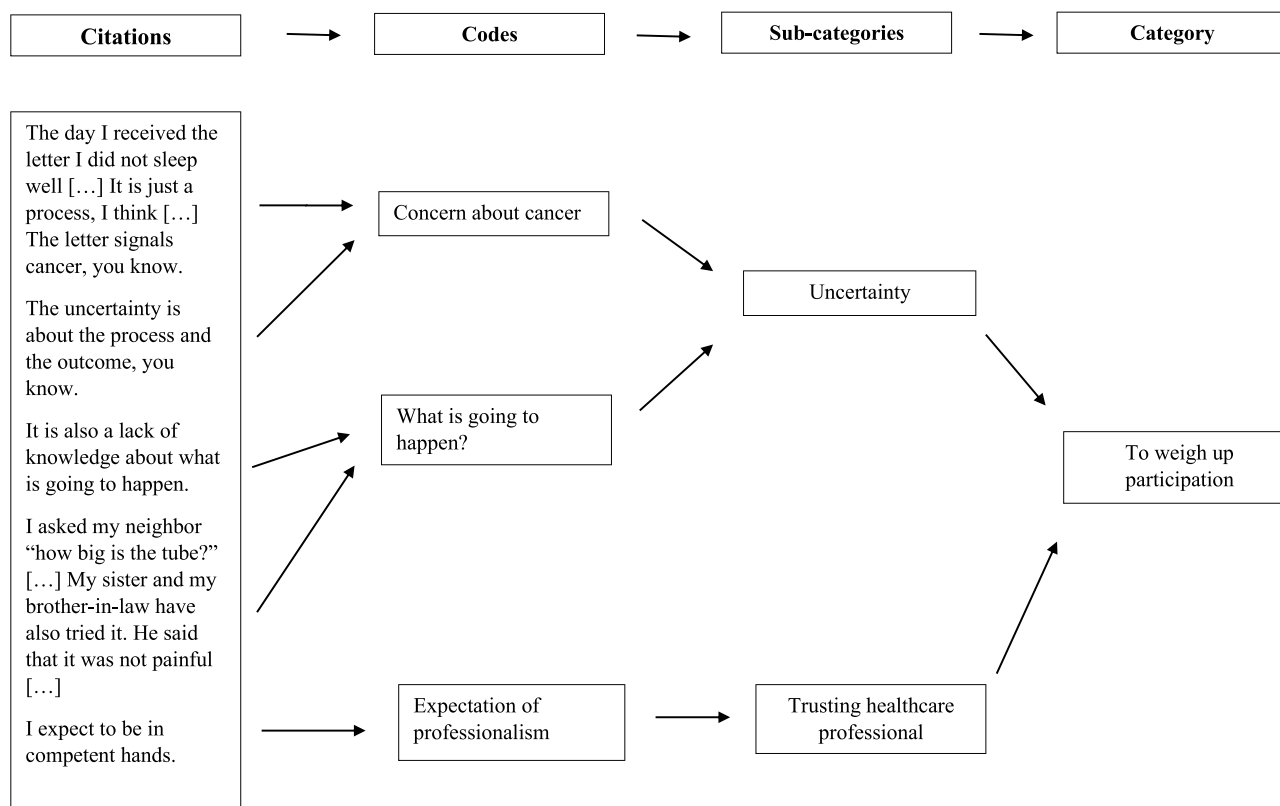 Citations
Codes
Sub-categories
Category
The day I received the
letter I did not sleep
well […] It is just a
process, I think […]
The letter signals
cancer, you know.
The uncertainty is
about the process and
the outcome, you
know.
It is also a lack of
knowledge about what
is going to happen.
I asked my neighbor
“how big is the tube?”
[…] My sister and my
brother-in-law have
also tried it. He said
that it was not painful
[…]
I expect to be in
competent hands.
Concern about cancer
What is going to
happen?
Expectation of
professionalism
Uncertainty
Trusting healthcare
professional
To weigh up
participation